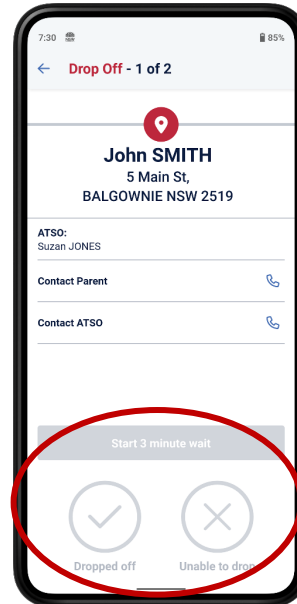 7:30 85%
Drop Off - 1 of 2
John SMITH
5 Main St,
BALGOWNIE NSW 2519
ATSO:
Suzan JONES
Contact Parent
Contact ATSO
Start 3 minute wait
Dropped off Unable to drop